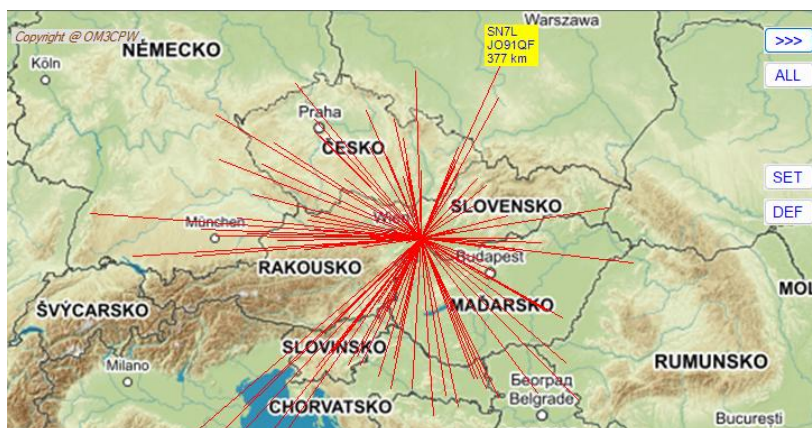 Copyright @ OM3CPW
NĚMECKO
Köln
SN7L
JO91QF
377 km
Warszawa
>>>
ALL
Praha
ČESKO
SET
DEF
Wien
SLOVENSKO
München
Budapest
RAKOUSKO
MAĎARSKO
MOL
ŠVÝCARSKO
SLOVINSKO
Milano
RUMUNSKO
Београд
Belgrade
CHORVATSKO
București